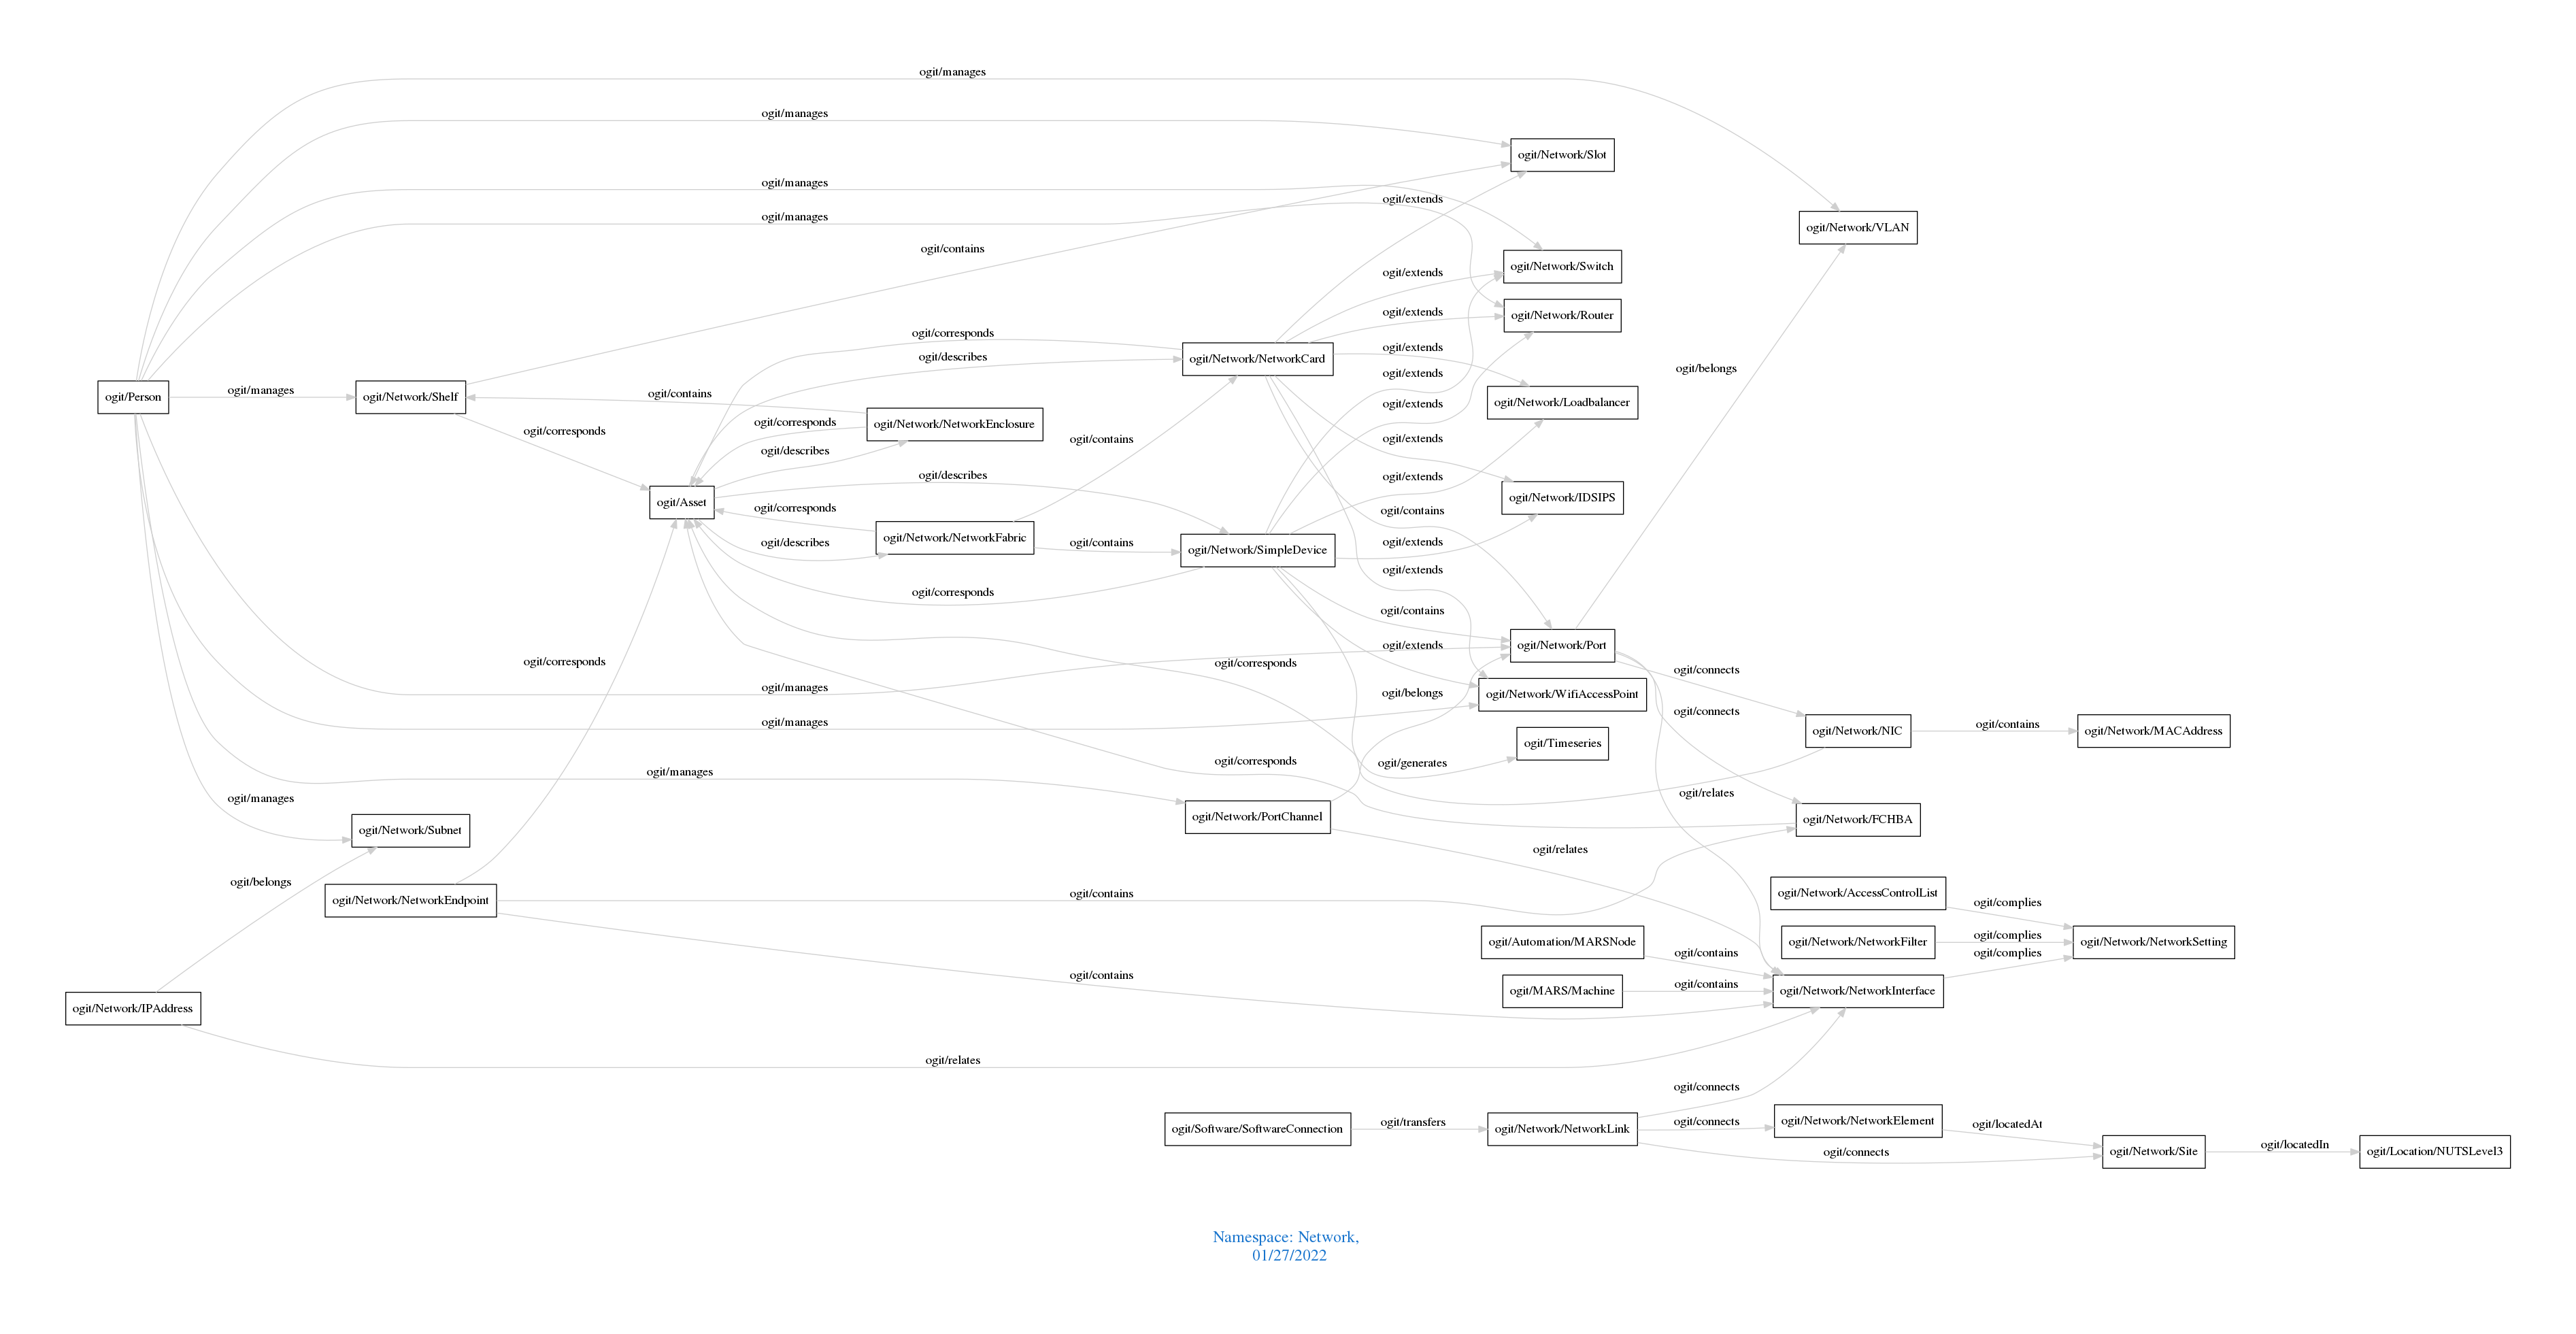 ogit/manages
ogit/manages
ogit/Network/Slot
ogit/manages
ogit/extends
ogit/manages
ogit/Network/VLAN
ogit/contains
ogit/Network/Switch
ogit/extends
ogit/extends
ogit/Network/Router
ogit/corresponds
ogit/extends
ogit/describes
ogit/Network/NetworkCard
ogit/belongs
ogit/extends
ogit/Person
ogit/manages
ogit/Network/Shelf
ogit/contains
ogit/extends
ogit/Network/Loadbalancer
ogit/corresponds
ogit/corresponds
ogit/Network/NetworkEnclosure
ogit/contains
ogit/extends
ogit/describes
ogit/describes
ogit/extends
ogit/Asset
ogit/Network/IDSIPS
ogit/corresponds
ogit/contains
ogit/describes
ogit/Network/NetworkFabric
ogit/contains
ogit/Network/SimpleDevice
ogit/extends
ogit/extends
ogit/corresponds
ogit/contains
ogit/extends
ogit/Network/Port
ogit/corresponds
ogit/corresponds
ogit/connects
ogit/manages
ogit/belongs
ogit/Network/WifiAccessPoint
ogit/connects
ogit/manages
ogit/Network/NIC
ogit/contains
ogit/Network/MACAddress
ogit/Timeseries
ogit/corresponds
ogit/generates
ogit/manages
ogit/relates
ogit/manages
ogit/Network/PortChannel
ogit/Network/FCHBA
ogit/Network/Subnet
ogit/relates
ogit/belongs
ogit/Network/NetworkEndpoint
ogit/contains
ogit/Network/AccessControlList
ogit/complies
ogit/Automation/MARSNode
ogit/Network/NetworkFilter
ogit/complies
ogit/Network/NetworkSetting
ogit/contains
ogit/complies
ogit/contains
ogit/MARS/Machine
ogit/contains
ogit/Network/NetworkInterface
ogit/Network/IPAddress
ogit/relates
ogit/connects
ogit/Software/SoftwareConnection
ogit/transfers
ogit/Network/NetworkLink
ogit/connects
ogit/Network/NetworkElement
ogit/locatedAt
ogit/connects
ogit/Network/Site
ogit/locatedIn
ogit/Location/NUTSLevel3
Namespace: Network,
01/27/2022